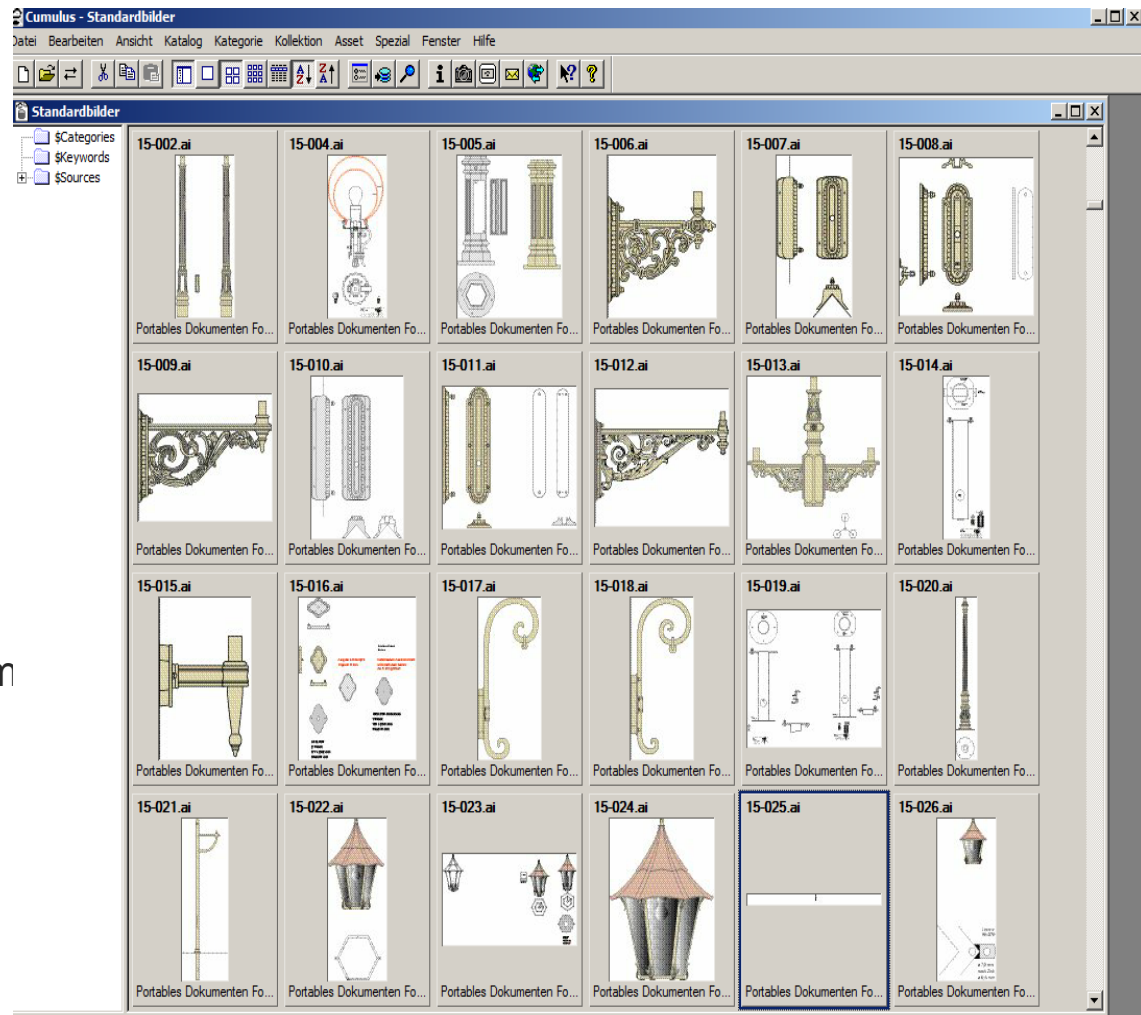 Cumulus - Standardbilder
Datei Bearbeiten Ansicht Katalog Kategorie Kollektion Asset Spezial Fenster Hilfe
Standardbilder
$Categories
$Keywords
$Sources
15-002.ai 15-004.ai 15-005.ai 15-006.ai 15-007.ai 15-008.ai
Portables Dokumenten Fo... Portables Dokumenten Fo... Portables Dokumenten Fo... Portables Dokumenten Fo... Portables Dokumenten Fo... Portables Dokumenten Fo...
15-009.ai 15-010.ai 15-011.ai 15-012.ai 15-013.ai 15-014.ai
Portables Dokumenten Fo... Portables Dokumenten Fo... Portables Dokumenten Fo... Portables Dokumenten Fo... Portables Dokumenten Fo... Portables Dokumenten Fo...
15-015.ai 15-016.ai 15-017.ai 15-018.ai 15-019.ai 15-020.ai
m
Portables Dokumenten Fo... Portables Dokumenten Fo... Portables Dokumenten Fo... Portables Dokumenten Fo... Portables Dokumenten Fo... Portables Dokumenten Fo...
15-021.ai 15-022.ai 15-023.ai 15-024.ai 15-025.ai 15-026.ai
Portables Dokumenten Fo... Portables Dokumenten Fo... Portables Dokumenten Fo... Portables Dokumenten Fo... Portables Dokumenten Fo... Portables Dokumenten Fo...